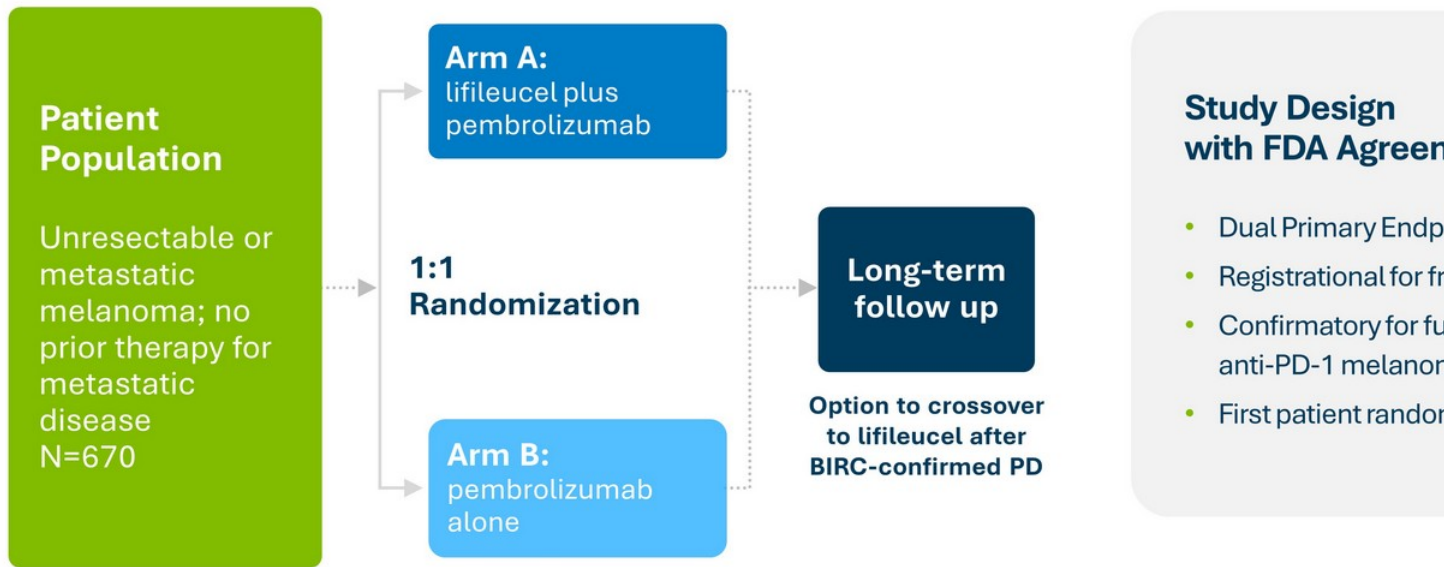 Patient
Population
Unresectable or
metastatic
melanoma; no
prior therapy for
metastatic
disease
N=670
Arm A:
lifileucel plus
pembrolizumab
1:1
Randomization
Arm B:
pembrolizumab
alone
Long-term
follow up
Option to crossover
to lifileucel after
BIRC-confirmed PD
Study Design
with FDA
• Dual Primary
• Registrational for
• Confirmatory for
anti-PD-1
• First patient